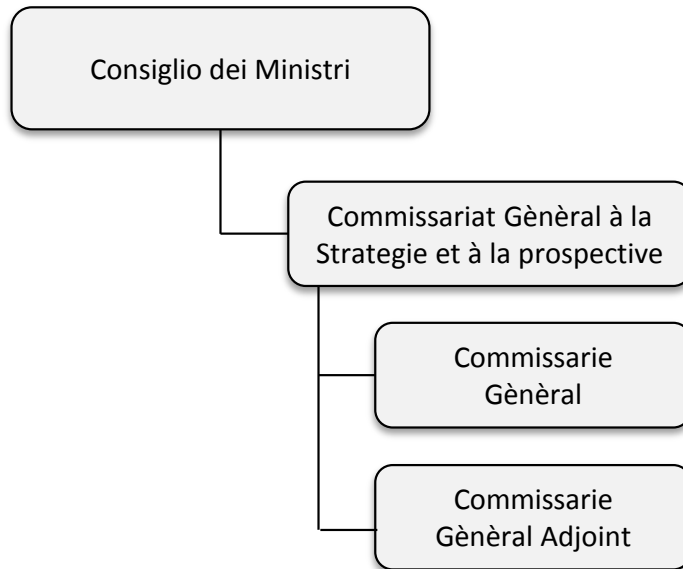 Consiglio dei Ministri
Commissariat Gènèral à la
Strategie et à la prospective
Commissarie
Gènèral
Commissarie
Gènèral Adjoint